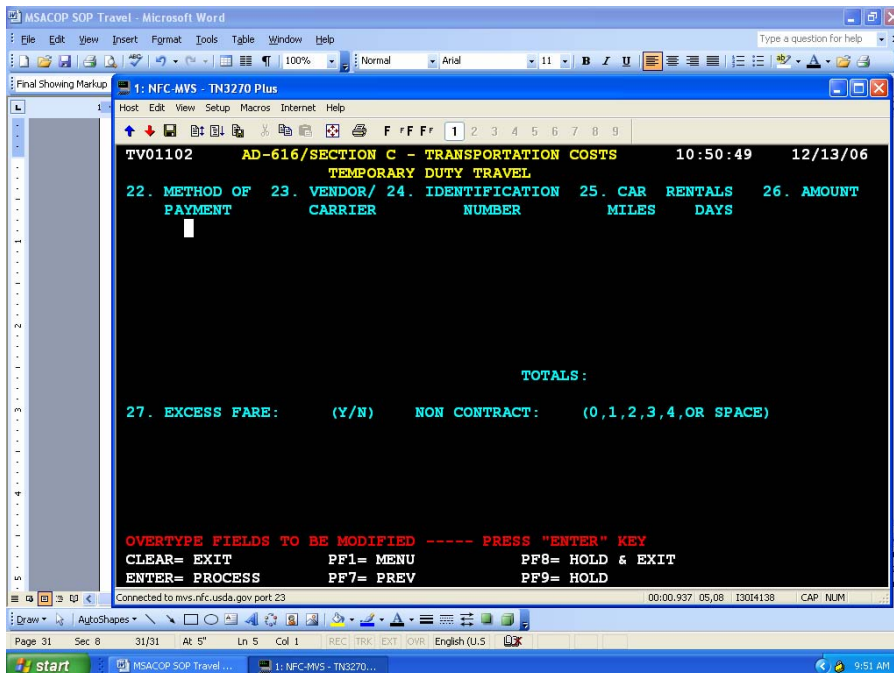 MSACOP SOP Travel - Microsoft Word
File Edit View Insert Format Tools Table Window Help Type a question for help
100% Normal Arial 11 B I U
Final Showing Markup
1: NFC-MVS - TN3270 Plus
Host Edit View Setup Macros Internet Help
1 2 3 4 5 6 7 8 9
TV01102 AD-616/SECTION C - TRANSPORTATION COSTS 10:50:49 12/13/06
TEMPORARY DUTY TRAVEL
22. METHOD OF 23. VENDOR/ 24. IDENTIFICATION 25. CAR RENTALS 26. AMOUNT
PAYMENT CARRIER NUMBER MILES DAYS
TOTALS:
27. EXCESS FARE: (Y/N) NON CONTRACT: (0,1,2,3,4,OR SPACE)
OVERTYPE FIELDS TO BE MODIFIED ----- PRESS "ENTER" KEY
CLEAR= EXIT PF1= MENU PF8= HOLD & EXIT
ENTER= PROCESS PF7= PREV PF9= HOLD
Connected to mvs.nfc.usda.gov port 23 00:00.937 05,08 I30I4138 CAP NUM
Draw AutoShapes
Page 31 Sec 8 31/31 At 5" Ln 5 Col 1 REC TRK EXT OVR English (U.S
start MSACOP SOP Travel ... 1: NFC-MVS - TN3270... 9:51 AM